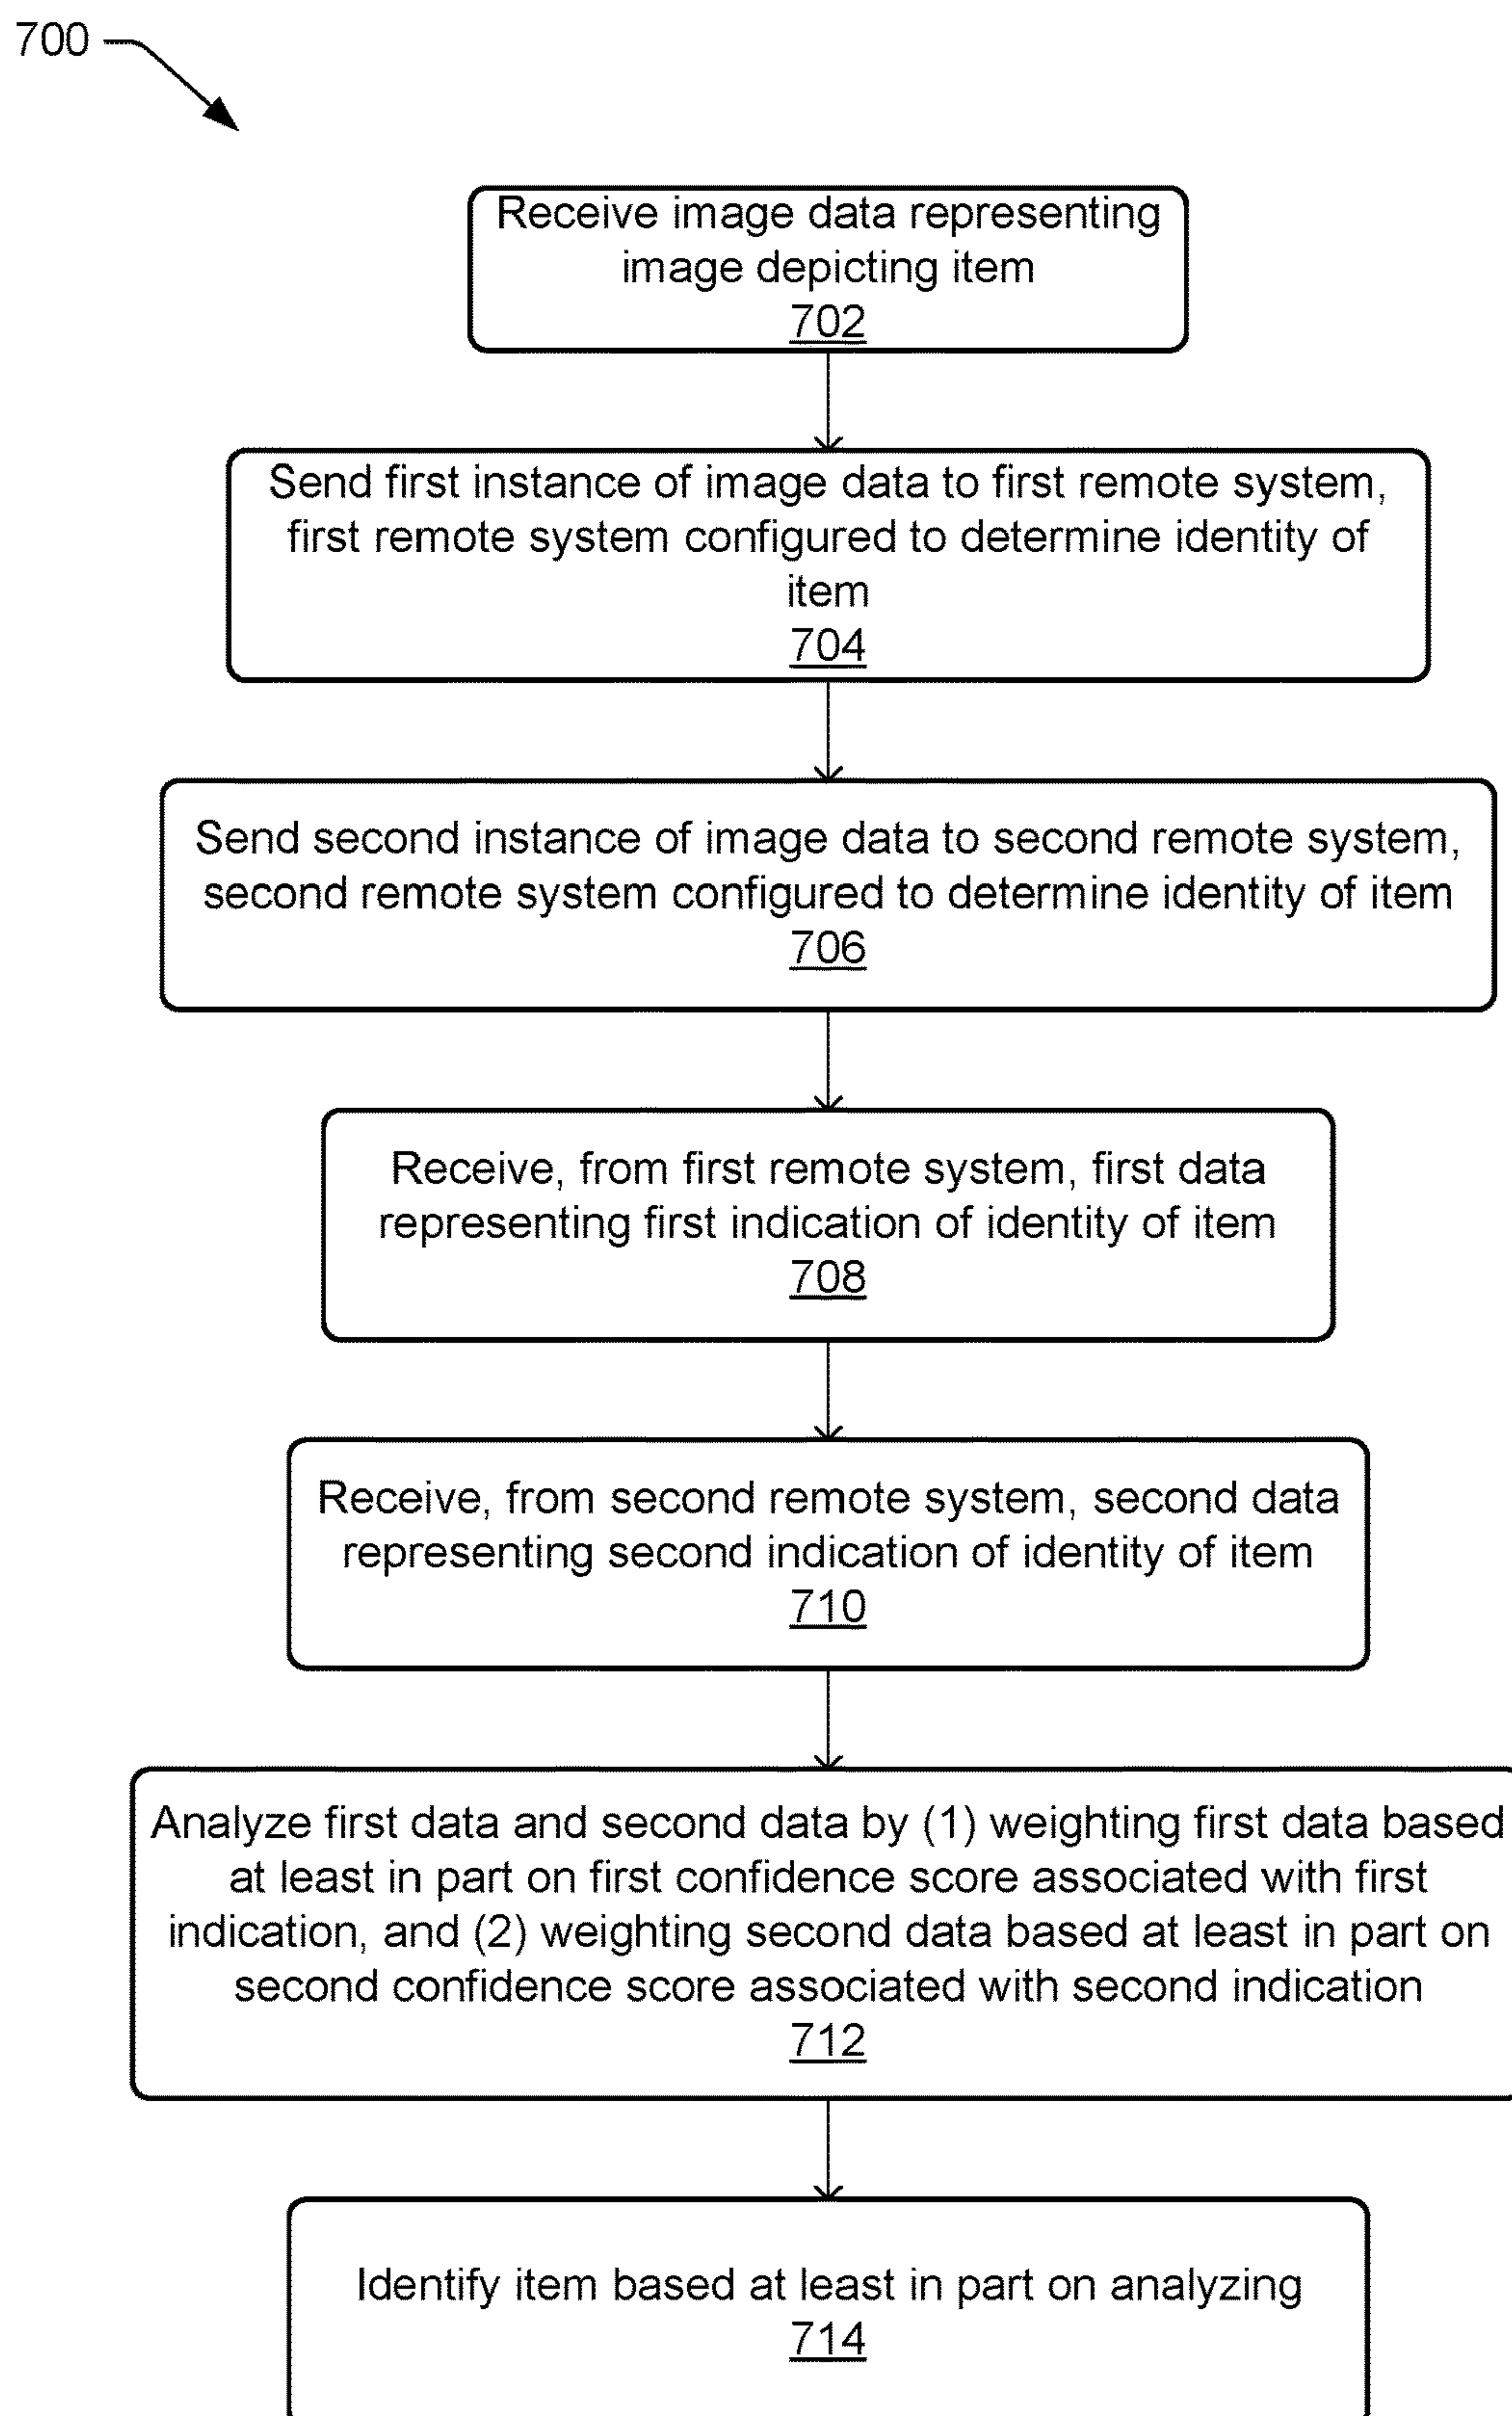 700
Receive image data representing
image depicting item
702
Send first instance of image data to first remote system,
first remote system configured to determine identity of
item
704
Send second instance of image data to second remote system,
second remote system configured to determine identity of item
706
Receive, from first remote system, first data
representing first indication of identity of item
708
Receive, from second remote system, second data
representing second indication of identity of item
710
Analyze first data and second data by (1) weighting first data based
at least in part on first confidence score associated with first
indication, and (2) weighting second data based at least in part on
second confidence score associated with second indication
712
Identify item based at least in part on analyzing
714